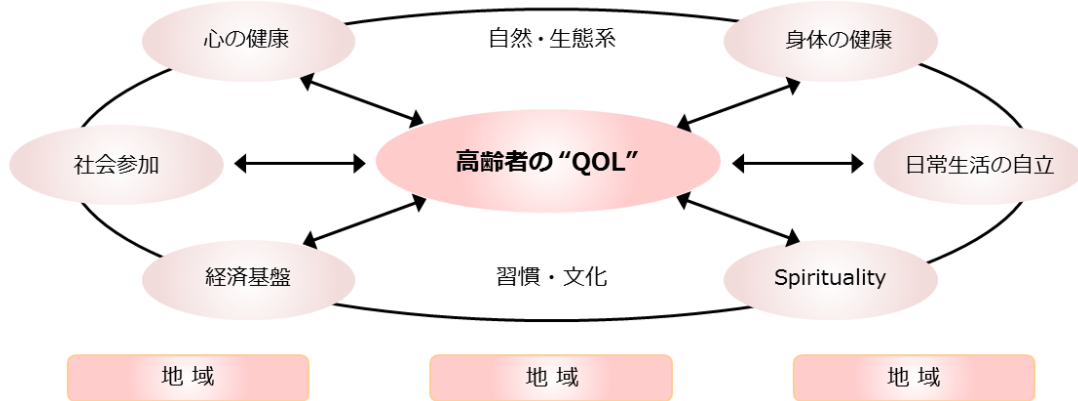 心の健康
自然・生態系
身体の健康
社会参加
高齢者の“QOL”
日常生活の自立
経済基盤
習慣・文化
Spirituality
地 域
地 域
地 域